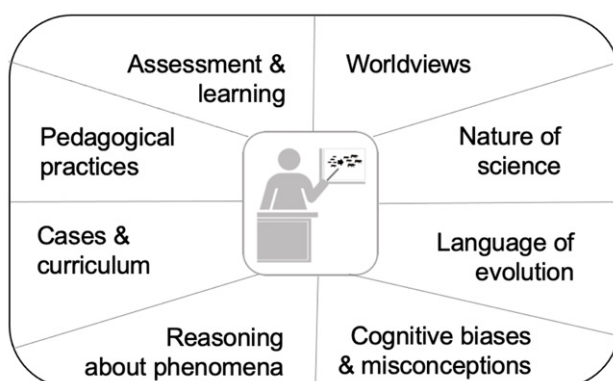 Assessment &
learning
Worldviews
Pedagogical
practices
Nature of
science
Cases &
curriculum
Language of
evolution
Reasoning
about phenomena
Cognitive biases
& misconceptions